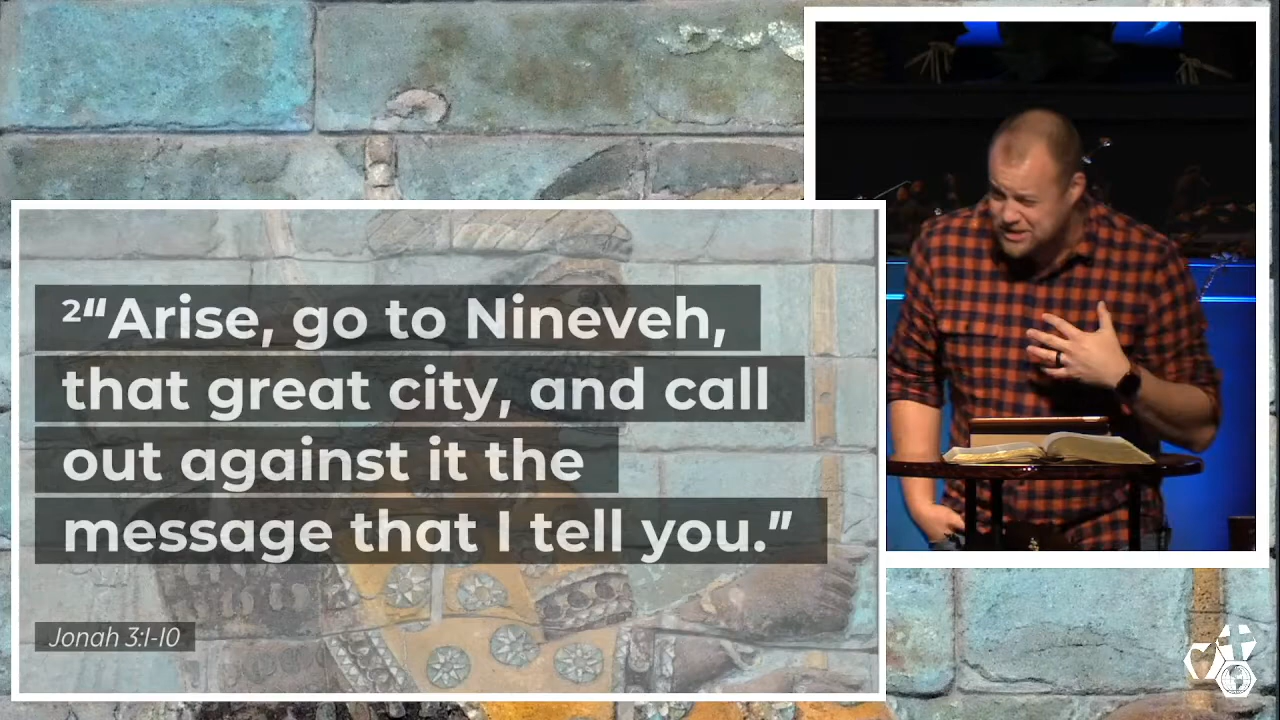 ²“Arise, go to Nineveh,
that great city, and call
out against it the
message that I tell you.”
Jonah 3:1-10